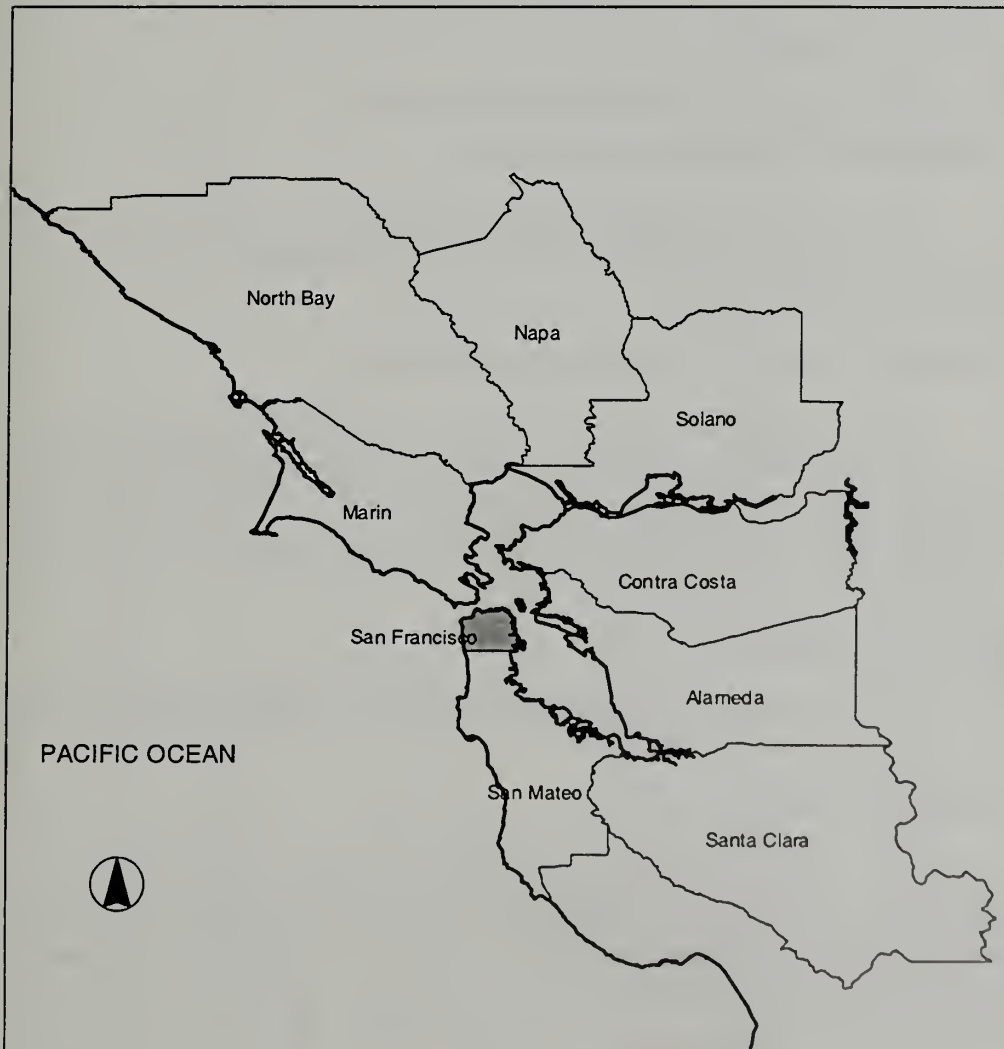 North Bay
Napa
Solano
Marin
Contra Costa
San Francisco
Alameda
PACIFIC OCEAN
San Mateo
Santa Clara